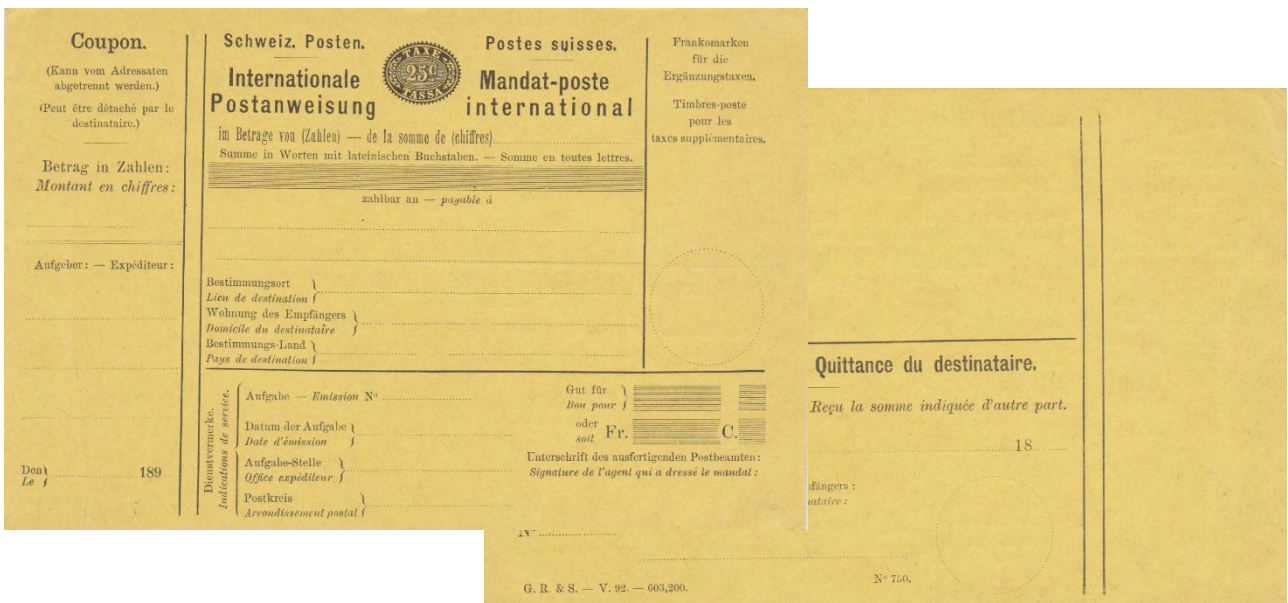 Coupon.
(Kann vom Adressaten
abgetrennt werden.)
(Peut être détaché par le
destinataire.)
Betrag in Zahlen:
Montant en chiffres:
Aufgeber: — Expéditeur:
Den
Le
189
Schweiz. Posten.
Internationale
Postanweisung
TAXE
25c
TASSA
Postes suisses.
Mandat-poste
international
im Betrage von (Zahlen) — de la somme de (chiffres)
Summe in Worten mit lateinischen Buchstaben. — Somme en toutes lettres.
zahlbar an — payable à
Bestimmungsort
Lieu de destination
Wohnung des Empfängers
Domicile du destinataire
Bestimmungs-Land
Pays de destination
Frankomarken
für die
Ergänzungstaxen.
Timbres-poste
pour les
taxes supplémentaires.
Dienstvermerke.
Indications de service.
Aufgabe — Emission Nº
Datum der Aufgabe
Date d'émission
Aufgabe-Stelle
Office expéditeur
Postkreis
Arrondissement postal
Gut für
Bon pour
oder
soit
Fr.
C.
Unterschrift des ausfertigenden Postbeamten:
Signature de l'agent qui a dressé le mandat:
Quittance du destinataire.
Reçu la somme indiquée d'autre part.
18
Nº
G. R. & S. — V. 92. — 603,200.
Nº 750.